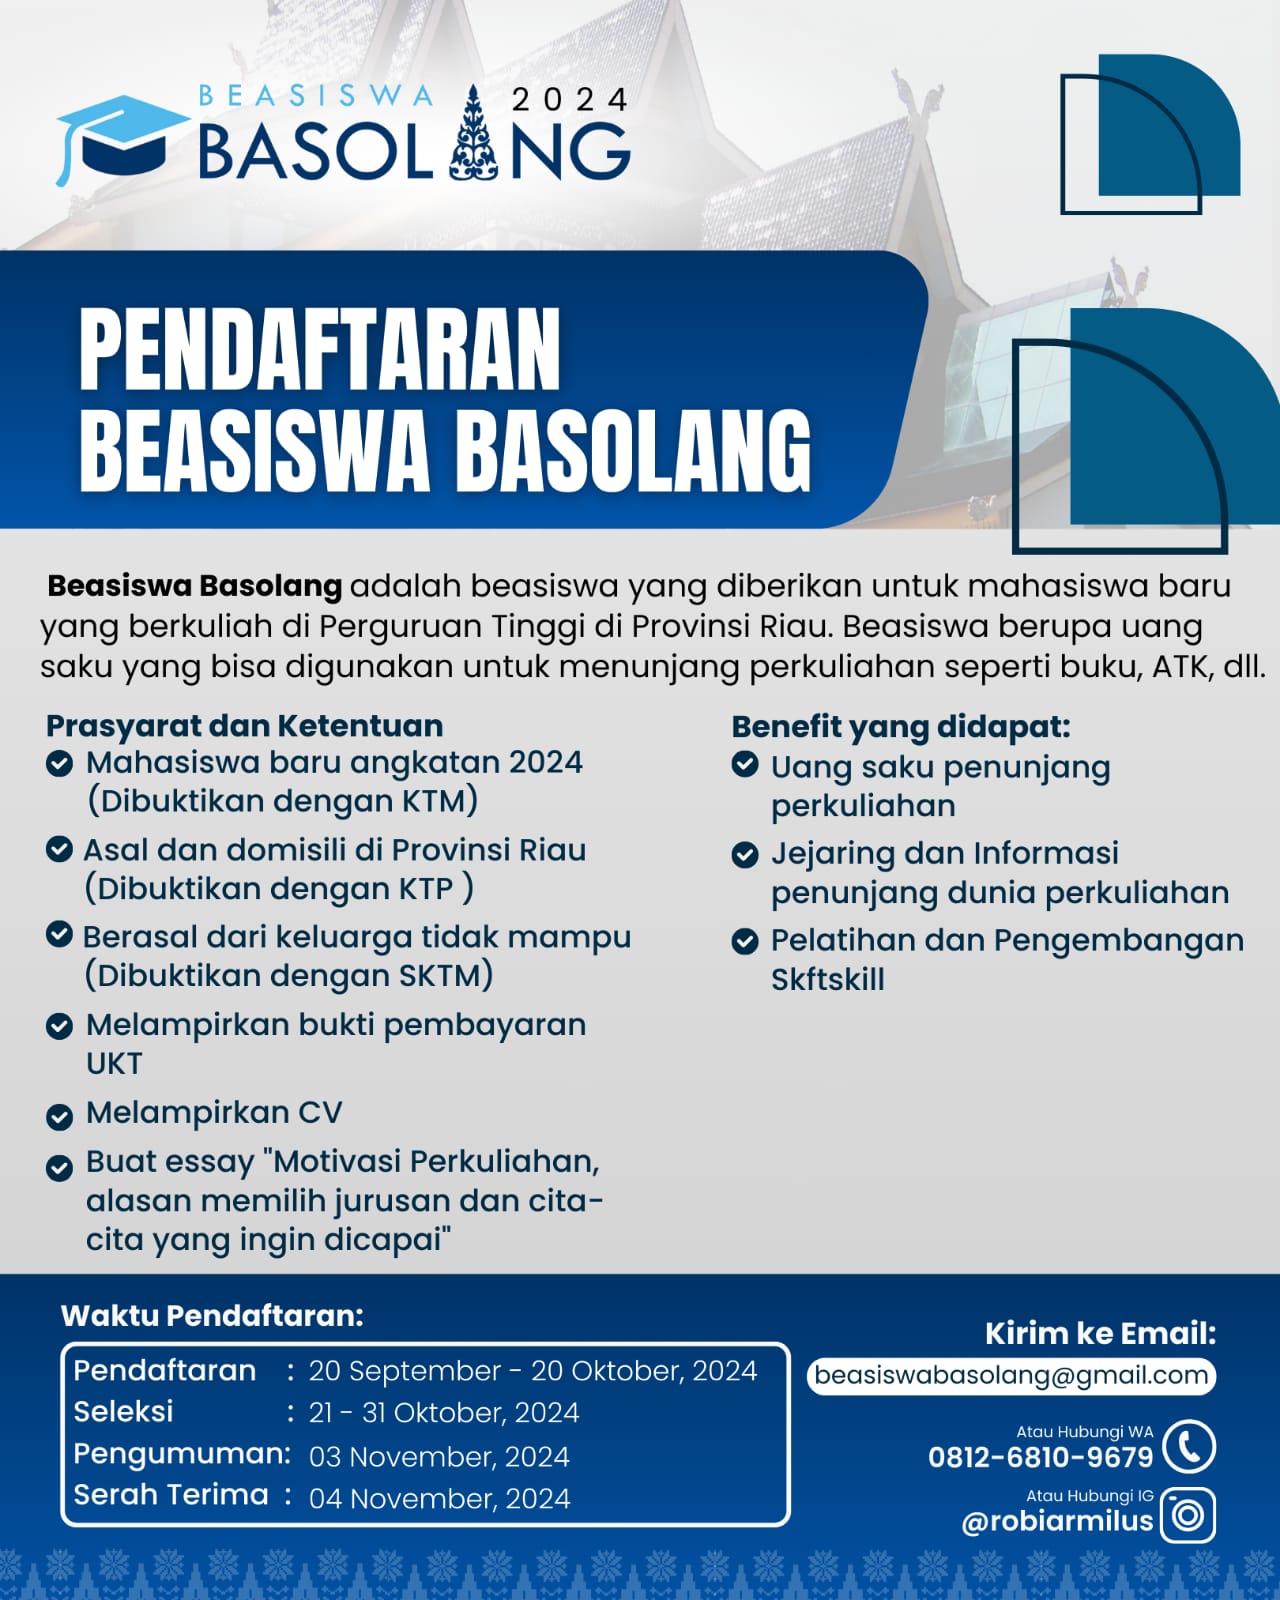 BEASISWA 2024
BASOLANG
PENDAFTARAN
BEASISWA BASOLANG
Beasiswa Basolang adalah beasiswa yang diberikan untuk mahasiswa baru
yang berkuliah di Perguruan Tinggi di Provinsi Riau. Beasiswa berupa uang
saku yang bisa digunakan untuk menunjang perkuliahan seperti buku, ATK, dll.
Prasyarat dan Ketentuan
Mahasiswa baru angkatan 2024
(Dibuktikan dengan KTM)
Asal dan domisili di Provinsi Riau
(Dibuktikan dengan KTP )
Berasal dari keluarga tidak mampu
(Dibuktikan dengan SKTM)
Melampirkan bukti pembayaran
UKT
Melampirkan CV
Buat essay "Motivasi Perkuliahan,
alasan memilih jurusan dan cita-
cita yang ingin dicapai"
Benefit yang didapat:
Uang saku penunjang
perkuliahan
Jejaring dan Informasi
penunjang dunia perkuliahan
Pelatihan dan Pengembangan
Skftskill
Waktu Pendaftaran:
Pendaftaran : 20 September - 20 Oktober, 2024
Seleksi : 21 - 31 Oktober, 2024
Pengumuman: 03 November, 2024
Serah Terima : 04 November, 2024
Kirim ke Email:
beasiswabasolang@gmail.com
Atau Hubungi WA
0812-6810-9679
Atau Hubungi IG
@robiarmilus